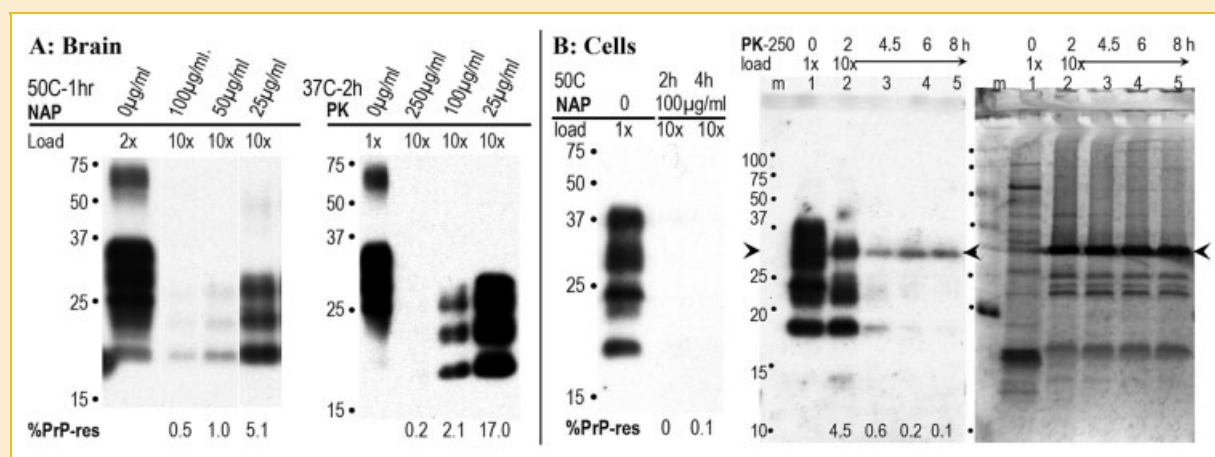 A: Brain
50C-1hr
NAP
0µg/ml
100µg/ml.
50µg/ml
25µg/ml
Load 2x 10x 10x 10x
75
50
37
25
15
%PrP-res 0.5 1.0 5.1
37C-2h
PK
0µg/ml
250µg/ml
100µg/ml
25µg/ml
1x 10x 10x 10x
75
50
37
25
15
0.2 2.1 17.0
B: Cells
50C 2h 4h
NAP 0 100µg/ml
load 1x 10x 10x
75
50
37
25
15
%PrP-res 0 0.1
PK-250 0 2 4.5 6 8 h
load 1x 10x
m 1 2 3 4 5
100
75
50
37
25
20
15
10
4.5 0.6 0.2 0.1
0 2 4.5 6 8h
1x 10x
m 1 2 3 4 5